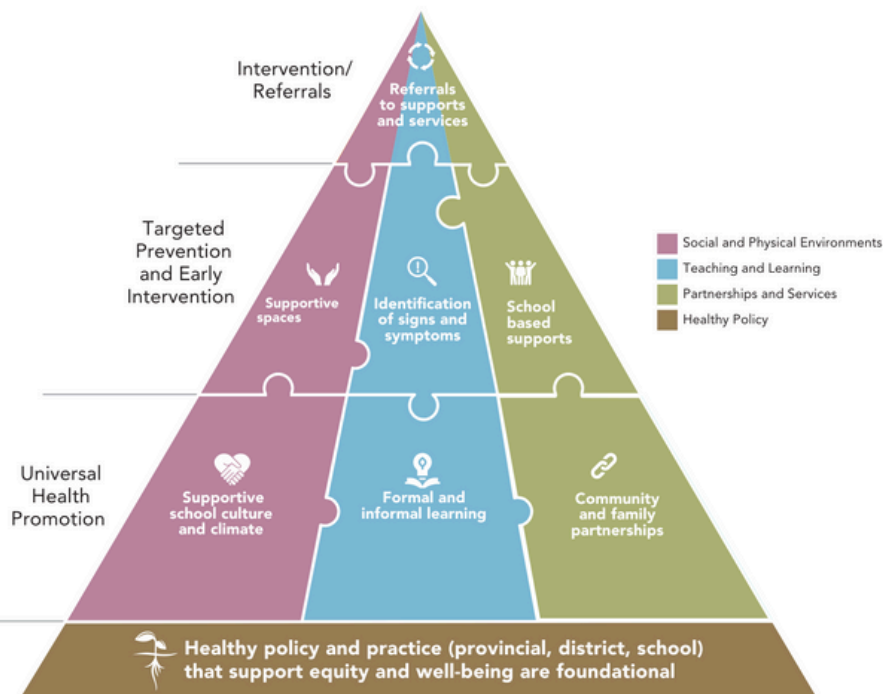 Intervention/
Referrals
Referrals
to supports
and services
Targeted
Prevention
and Early
Intervention
Supportive
spaces
Identification
of signs and
symptoms
School
based
supports
Social and Physical Environments
Teaching and Learning
Partnerships and Services
Healthy Policy
Universal
Health
Promotion
Supportive
school culture
and climate
Formal and
informal learning
Community
and family
partnerships
Healthy policy and practice (provincial, district, school)
that support equity and well-being are foundational